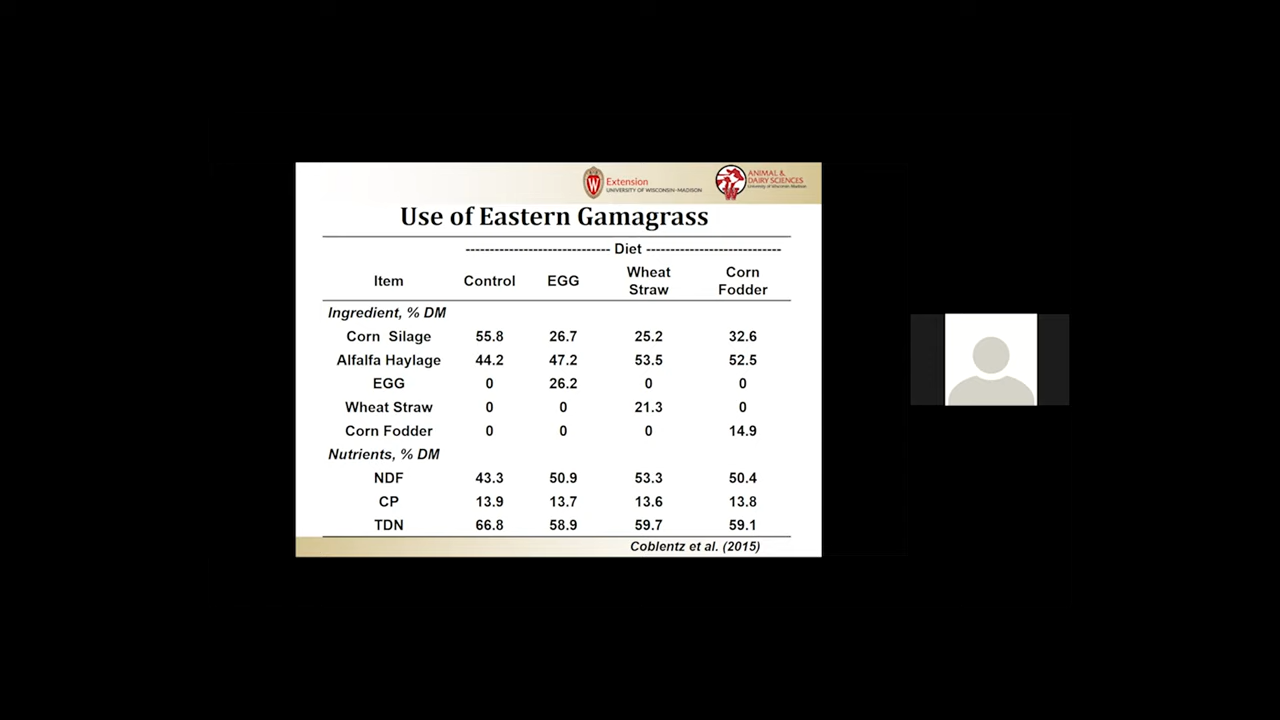 Extension
UNIVERSITY OF WISCONSIN-MADISON
ANIMAL &
DAIRY SCIENCES
University of Wisconsin-Madison
Use of Eastern Gamagrass
----------------------------- Diet ---------------------------
Item Control EGG Wheat Straw Corn Fodder
Ingredient, % DM
Corn Silage 55.8 26.7 25.2 32.6
Alfalfa Haylage 44.2 47.2 53.5 52.5
EGG 0 26.2 0 0
Wheat Straw 0 0 21.3 0
Corn Fodder 0 0 0 14.9
Nutrients, % DM
NDF 43.3 50.9 53.3 50.4
CP 13.9 13.7 13.6 13.8
TDN 66.8 58.9 59.7 59.1
Coblentz et al. (2015)